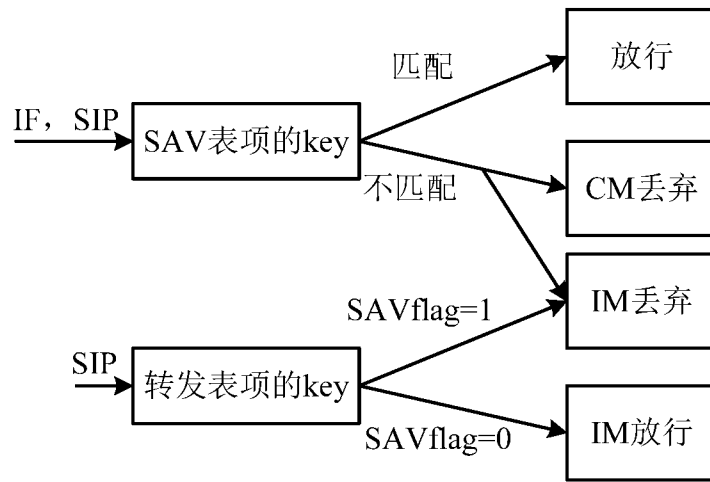 匹配
放行
IF，SIP
SAV表项的key
不匹配
CM丢弃
IM丢弃
SAVflag=1
SIP
转发表项的key
SAVflag=0
IM放行